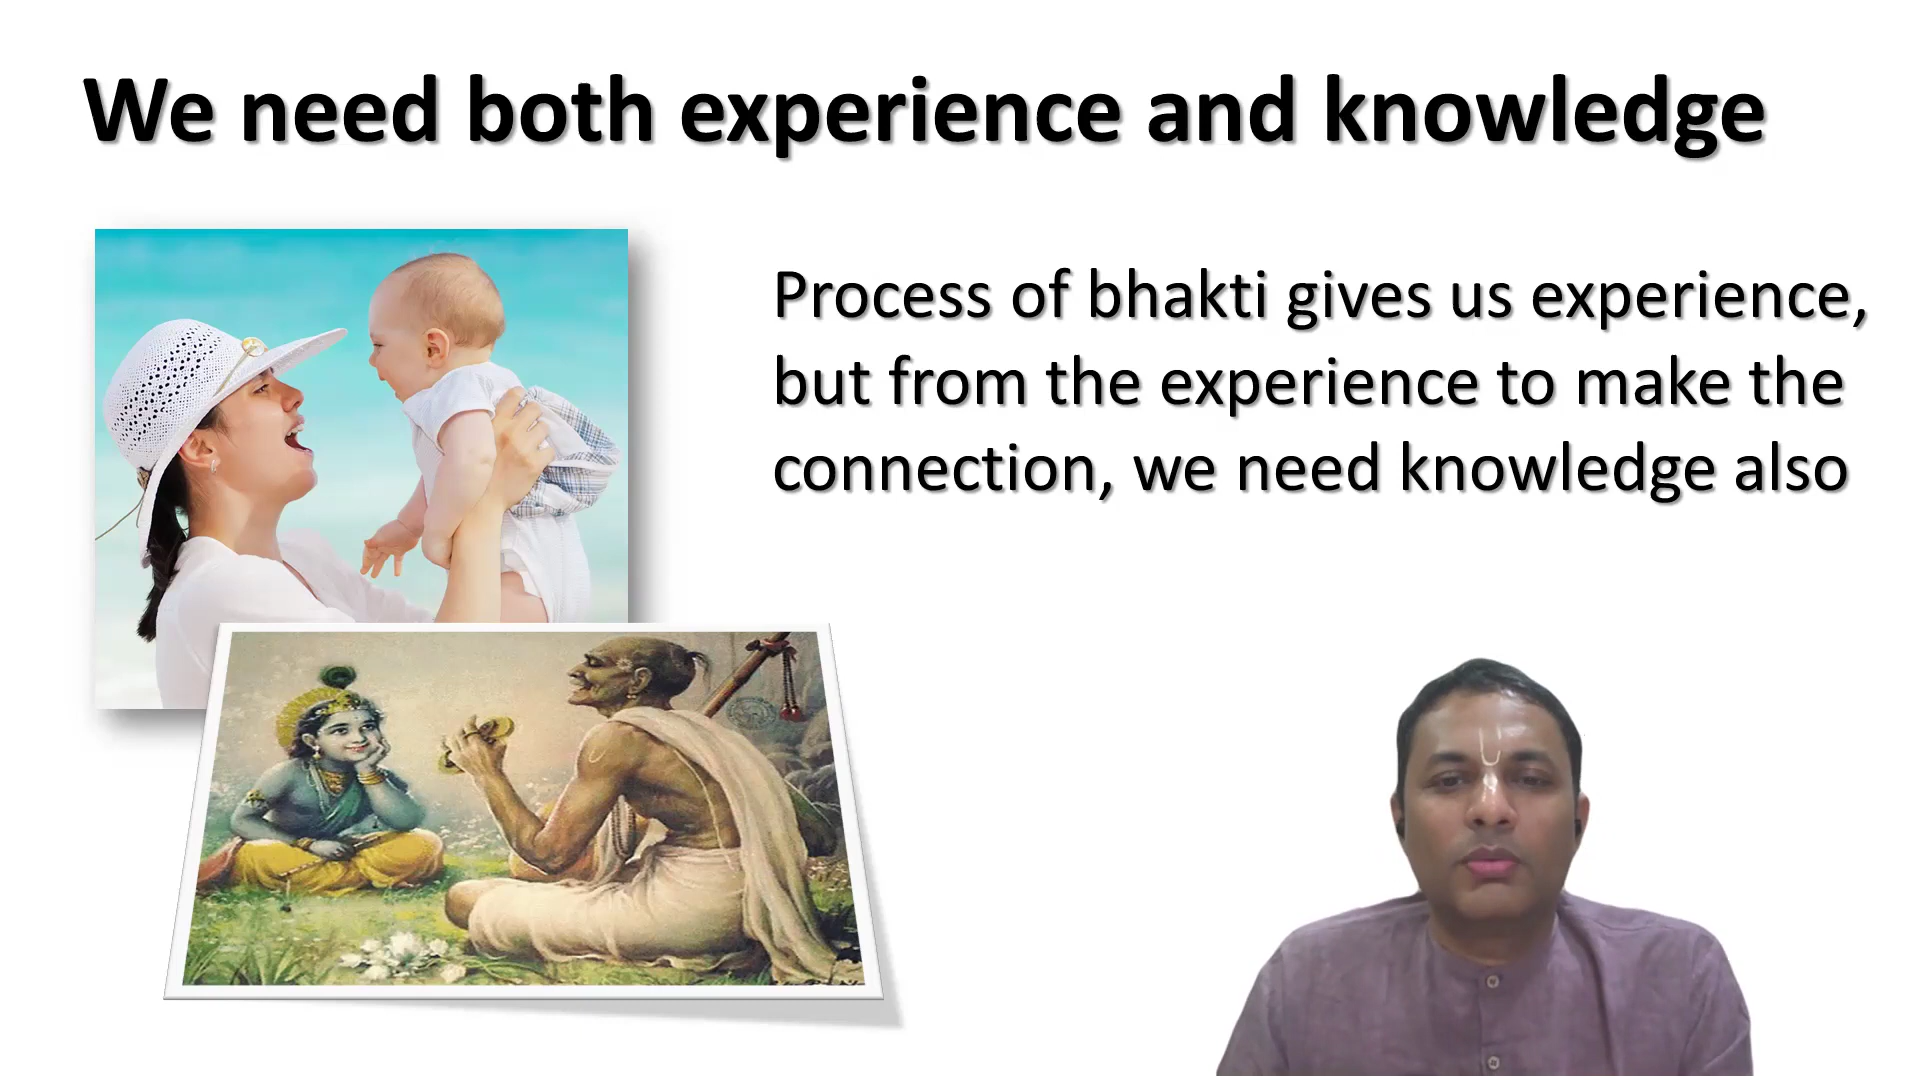 We need both experience and knowledge
Process of bhakti gives us experience,
but from the experience to make the
connection, we need knowledge also